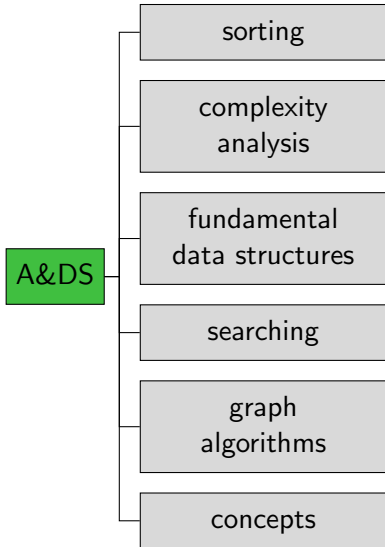 sorting
complexity
analysis
fundamental
data structures
A&DS
searching
graph
algorithms
concepts